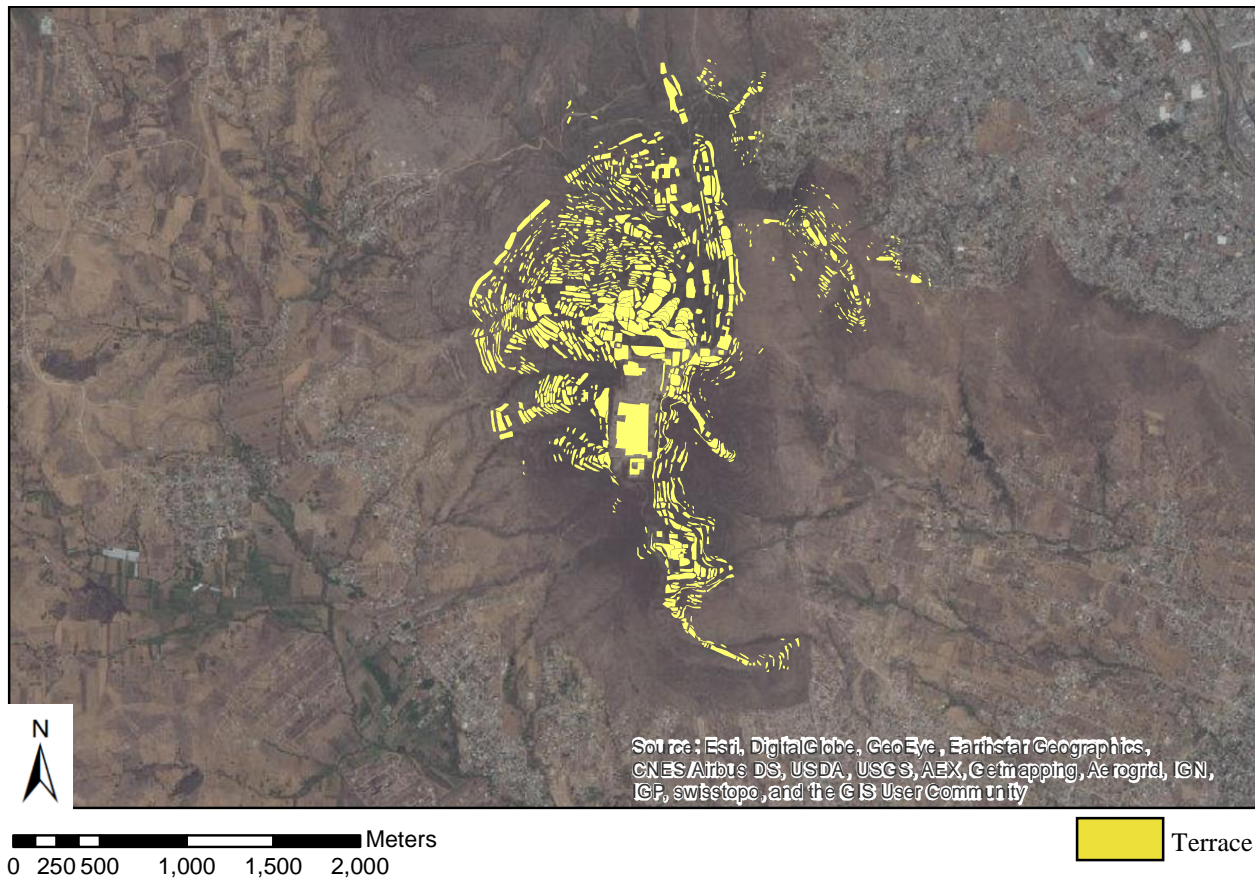 N
Source: Esri, DigitalGlobe, GeoEye, Earthstar Geographics,
CNES/Airbus DS, USDA, USGS, AEX, Getmapping, Aerogrid, IGN,
IGP, swisstopo, and the GIS User Community
Meters
0 250 500 1,000 1,500 2,000
Terrace